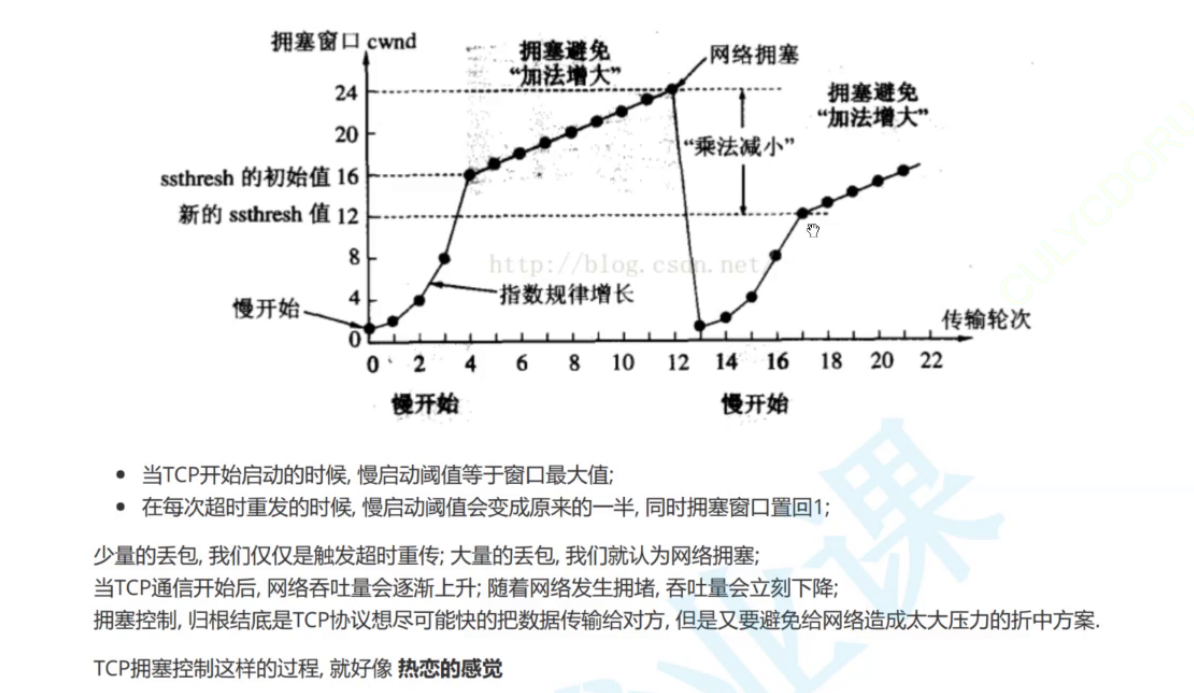 拥塞窗口 cwnd
拥塞避免
“加法增大”
网络拥塞
拥塞避免
“加法增大”
24
20
“乘法减小”
ssthresh 的初始值 16
新的 ssthresh 值 12
8
http://blog.csdn.net/
指数规律增长
4
慢开始
0
传输轮次
0 2 4 6 8 10 12 14 16 18 20 22
慢开始
慢开始
CULYCDORU
• 当TCP开始启动的时候, 慢启动阈值等于窗口最大值;
• 在每次超时重发的时候, 慢启动阈值会变成原来的一半, 同时拥塞窗口置回1;
少量的丢包, 我们仅仅是触发超时重传; 大量的丢包, 我们就认为网络拥塞;
当TCP通信开始后, 网络吞吐量会逐渐上升; 随着网络发生拥堵, 吞吐量会立刻下降;
拥塞控制, 归根结底是TCP协议想尽可能快的把数据传输给对方, 但是又要避免给网络造成太大压力的折中方案.
TCP拥塞控制这样的过程, 就好像 热恋的感觉
业课